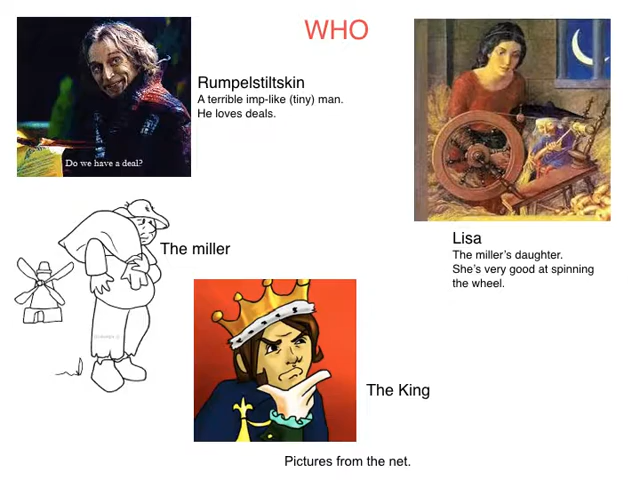 WHO
Rumpelstiltskin
A terrible imp-like (tiny) man.
He loves deals.
Do we have a deal?
Lisa
The miller's daughter.
She's very good at spinning
the wheel.
The miller
The King
Pictures from the net.